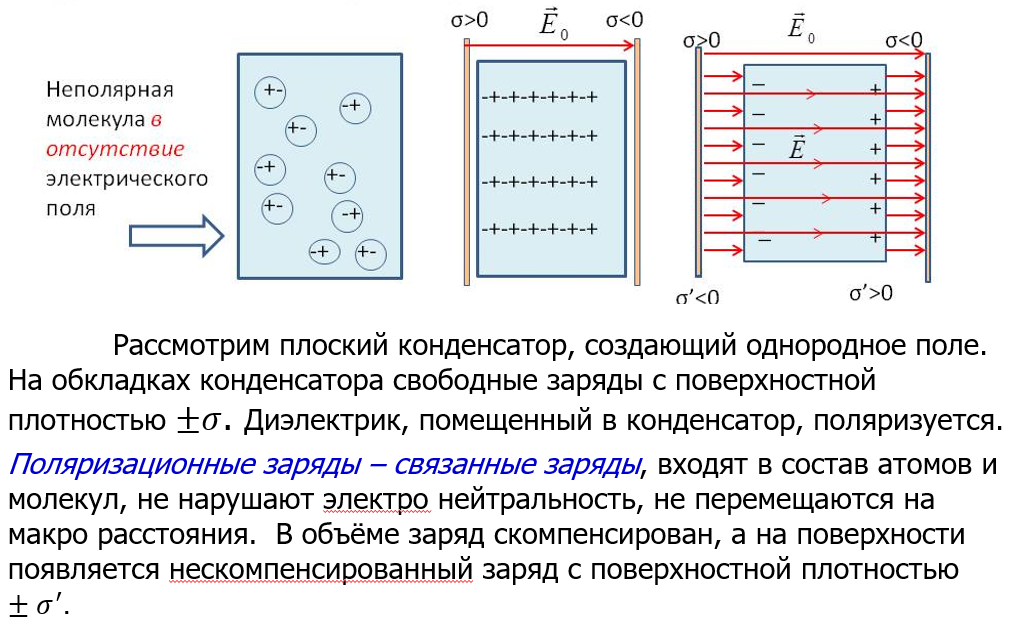 σ>0
E⃗₀
σ<0
σ>0
E⃗₀
σ<0
Неполярная
молекула в
отсутствие
электрического
поля
+-
-+
+-
-+
+-
+-
-+
-+
+-
-+-+-+-+-+-+
-+-+-+-+-+-+
-+-+-+-+-+-+
-+-+-+-+-+-+
− +
− +
− E⃗ +
− +
− +
σ’<0
σ’>0
Рассмотрим плоский конденсатор, создающий однородное поле.
На обкладках конденсатора свободные заряды с поверхностной
плотностью ±σ. Диэлектрик, помещенный в конденсатор, поляризуется.
Поляризационные заряды – связанные заряды, входят в состав атомов и
молекул, не нарушают электро нейтральность, не перемещаются на
макро расстояния. В объёме заряд скомпенсирован, а на поверхности
появляется нескомпенсированный заряд с поверхностной плотностью
± σ′.